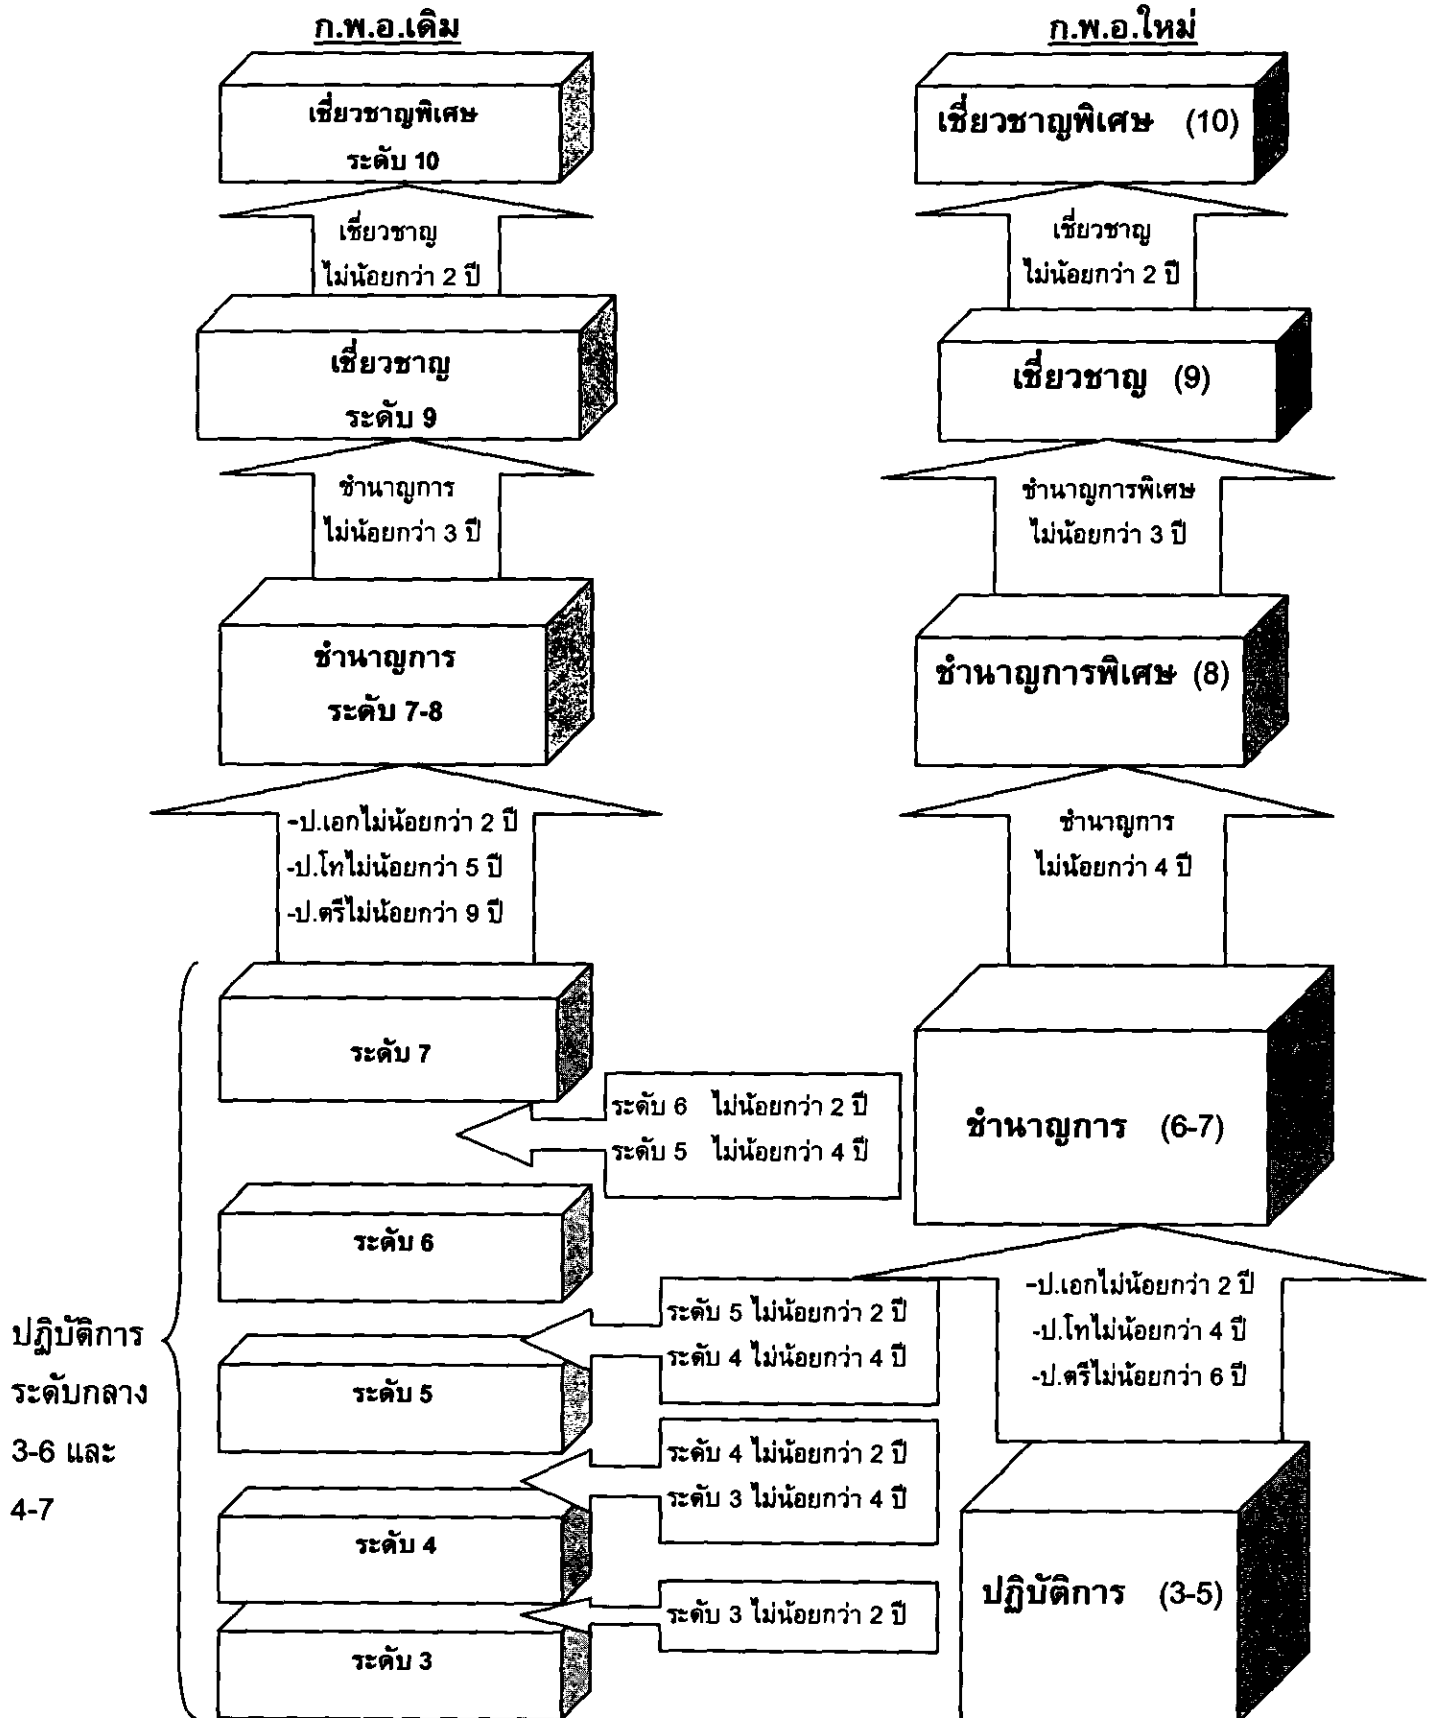 ก.พ.อ.เดิม
เชี่ยวชาญพิเศษ
ระดับ 10
เชี่ยวชาญ
ไม่น้อยกว่า 2 ปี
เชี่ยวชาญ
ระดับ 9
ชำนาญการ
ไม่น้อยกว่า 3 ปี
ชำนาญการ
ระดับ 7-8
-ป.เอกไม่น้อยกว่า 2 ปี
-ป.โทไม่น้อยกว่า 5 ปี
-ป.ตรีไม่น้อยกว่า 9 ปี
ระดับ 7
ระดับ 6 ไม่น้อยกว่า 2 ปี
ระดับ 5 ไม่น้อยกว่า 4 ปี
ระดับ 6
ระดับ 5 ไม่น้อยกว่า 2 ปี
ระดับ 4 ไม่น้อยกว่า 4 ปี
ปฏิบัติการ
ระดับกลาง
3-6 และ
4-7
ระดับ 5
ระดับ 4 ไม่น้อยกว่า 2 ปี
ระดับ 3 ไม่น้อยกว่า 4 ปี
ระดับ 4
ระดับ 3 ไม่น้อยกว่า 2 ปี
ระดับ 3
ก.พ.อ.ใหม่
เชี่ยวชาญพิเศษ (10)
เชี่ยวชาญ
ไม่น้อยกว่า 2 ปี
เชี่ยวชาญ (9)
ชำนาญการพิเศษ
ไม่น้อยกว่า 3 ปี
ชำนาญการพิเศษ (8)
ชำนาญการ
ไม่น้อยกว่า 4 ปี
ชำนาญการ (6-7)
-ป.เอกไม่น้อยกว่า 2 ปี
-ป.โทไม่น้อยกว่า 4 ปี
-ป.ตรีไม่น้อยกว่า 6 ปี
ปฏิบัติการ (3-5)